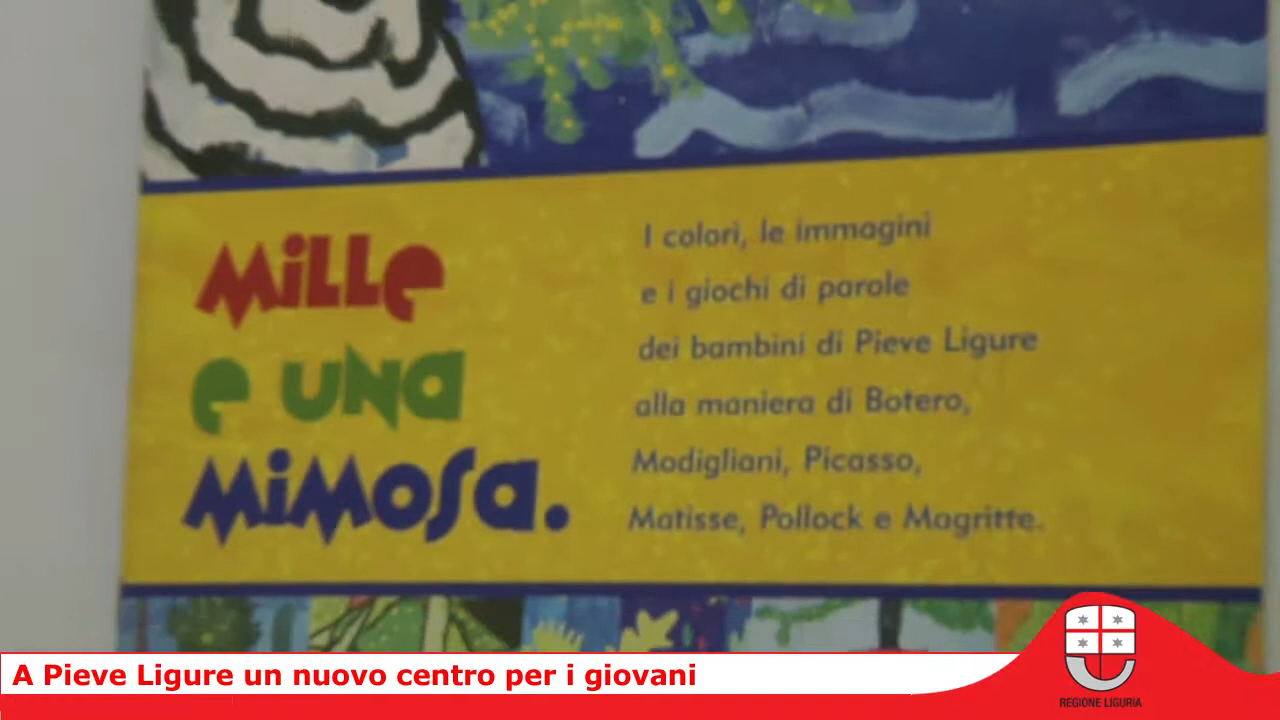 Mille
e una
mimosa.
I colori, le immagini
e i giochi di parole
dei bambini di Pieve Ligure
alla maniera di Botero,
Modigliani, Picasso,
Matisse, Pollock e Magritte.
A Pieve Ligure un nuovo centro per i giovani
REGIONE LIGURIA